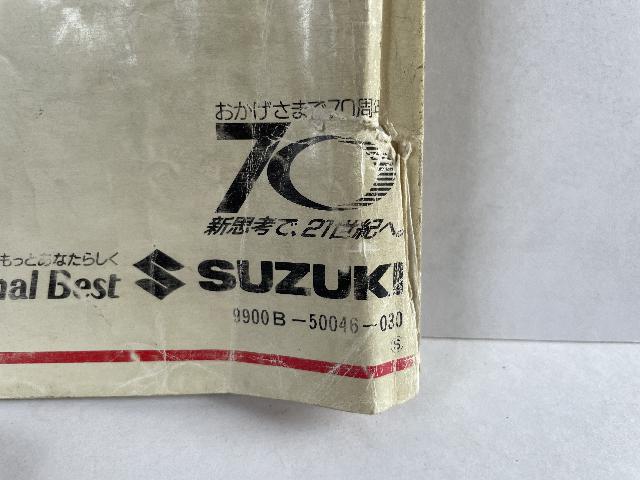 おかげさまで70周年
70
新思考で、21世紀へ。
もっとあなたらしく
nal Best
SUZUKI
9900B-50046-030
S